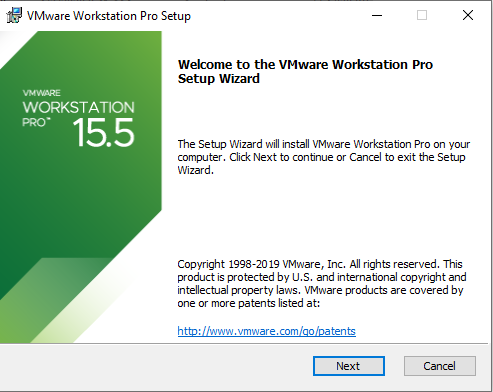 VMware Workstation Pro Setup
VMWARE
WORKSTATION
PRO™
15.5
Welcome to the VMware Workstation Pro
Setup Wizard
The Setup Wizard will install VMware Workstation Pro on your
computer. Click Next to continue or Cancel to exit the Setup
Wizard.
Copyright 1998-2019 VMware, Inc. All rights reserved. This
product is protected by U.S. and international copyright and
intellectual property laws. VMware products are covered by
one or more patents listed at:
http://www.vmware.com/go/patents
Next
Cancel